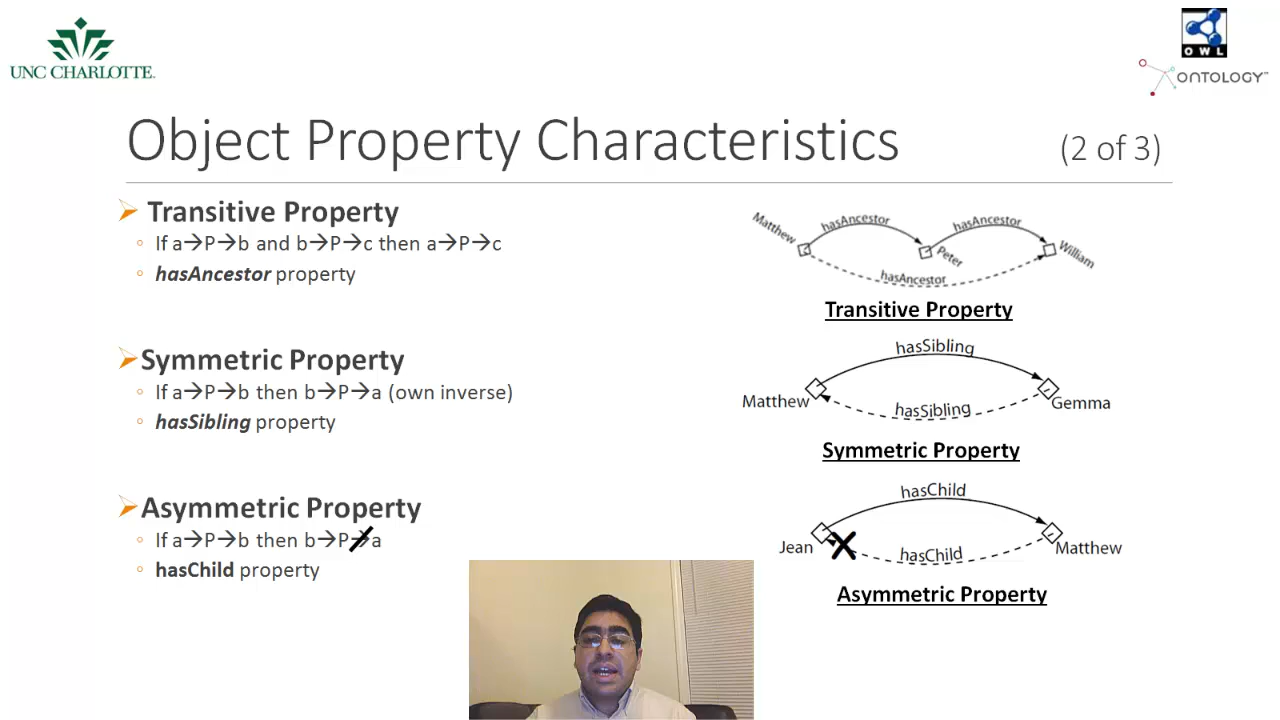 UNC CHARLOTTE
OWL
ONTOLOGY™
Object Property Characteristics (2 of 3)
➢ Transitive Property
◦ If a→P→b and b→P→c then a→P→c
◦ hasAncestor property
➢ Symmetric Property
◦ If a→P→b then b→P→a (own inverse)
◦ hasSibling property
➢ Asymmetric Property
◦ If a→P→b then b→P→a
◦ hasChild property
Matthew hasAncestor Peter hasAncestor William
hasAncestor
Transitive Property
hasSibling
Matthew hasSibling Gemma
Symmetric Property
hasChild
Jean X hasChild Matthew
Asymmetric Property